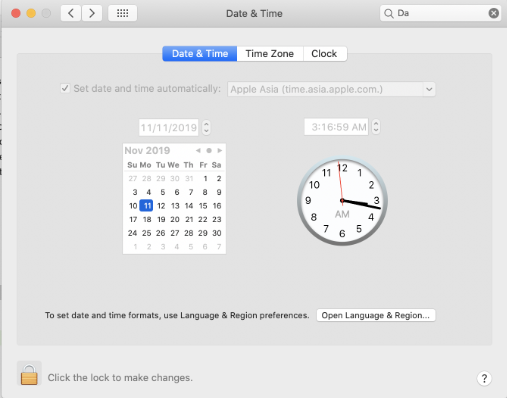 Date & Time
Da
Date & Time Time Zone Clock
Set date and time automatically: Apple Asia (time.asia.apple.com.)
11/11/2019 3:16:59 AM
Nov 2019
Su Mo Tu We Th Fr Sa
27 28 29 30 31 1 2
3 4 5 6 7 8 9
10 11 12 13 14 15 16
17 18 19 20 21 22 23
24 25 26 27 28 29 30
1 2 3 4 5 6 7
12 1 2 3 4 5 6 7 8 9 10 11
AM
To set date and time formats, use Language & Region preferences. Open Language & Region...
Click the lock to make changes. ?